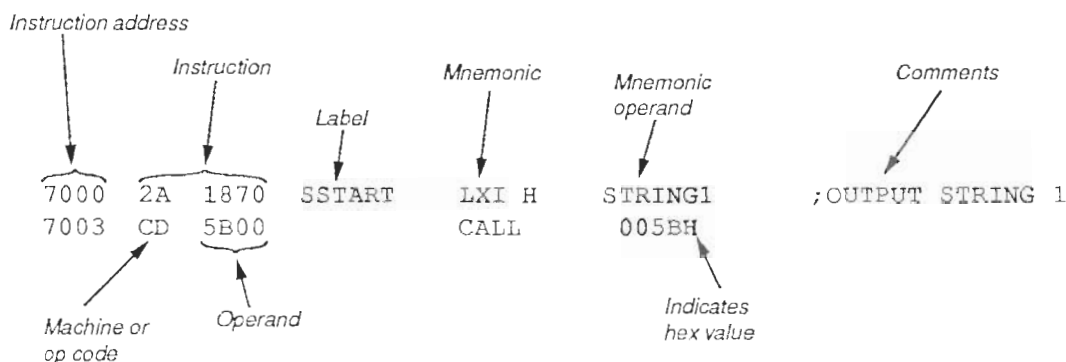 Instruction address
Instruction
Mnemonic
Mnemonic
operand
Comments
Label
7000 2A 1870 SSTART LXI H STRING1 ;OUTPUT STRING 1
7003 CD 5B00 CALL 005BH
Machine or
op code
Operand
Indicates
hex value